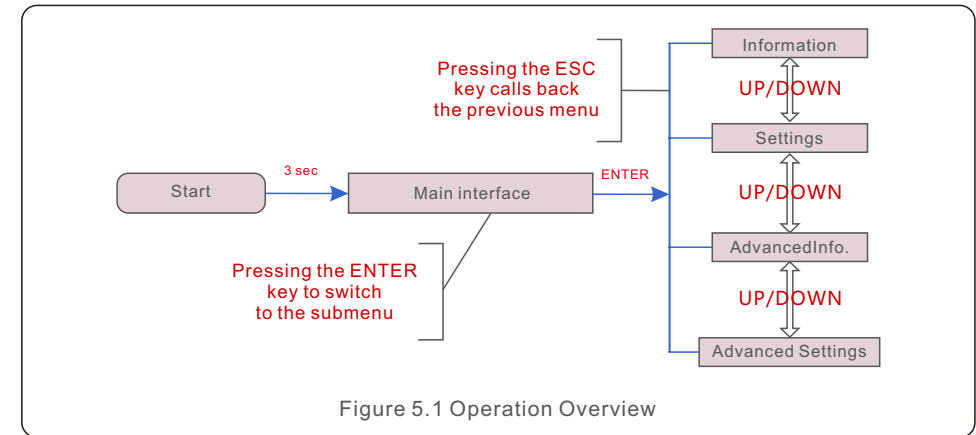 Information
Pressing the ESC
key calls back
the previous menu
UP/DOWN
Settings
3 sec
ENTER
Start
Main interface
UP/DOWN
AdvancedInfo.
Pressing the ENTER
key to switch
to the submenu
UP/DOWN
Advanced Settings
Figure 5.1 Operation Overview